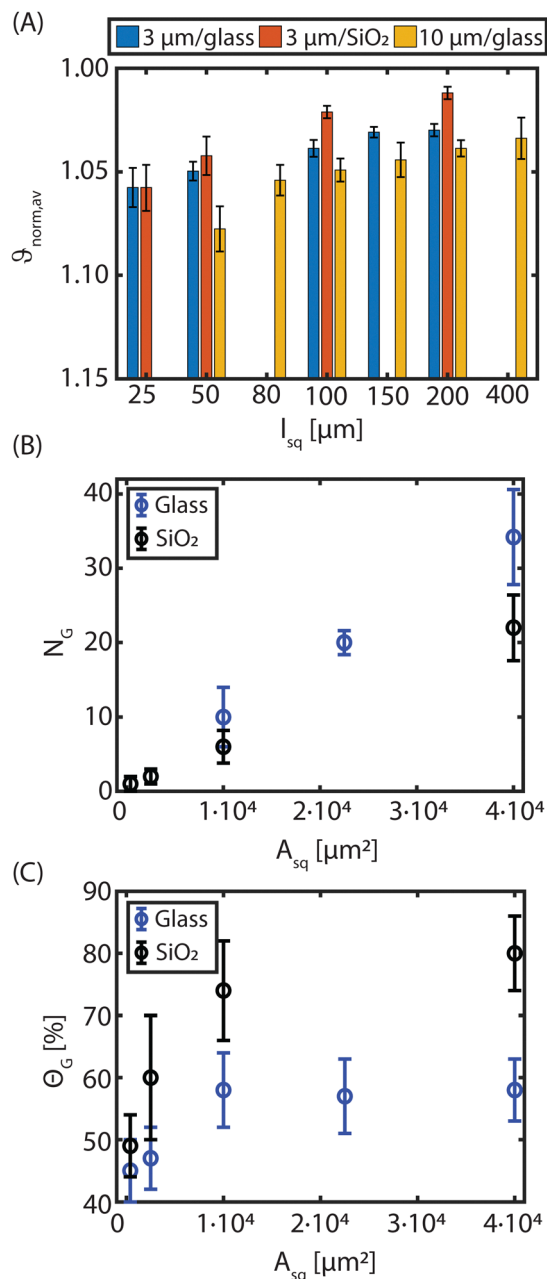 (A)
3 µm/glass 3 µm/SiO₂ 10 µm/glass
1.00
1.05
1.10
1.15
ϑnorm,av
25 50 80 100 150 200 400
lsq [µm]
(B)
40
30
20
10
0
NG
Glass
SiO₂
0 1·10⁴ 2·10⁴ 3·10⁴ 4·10⁴
Asq [µm²]
(C)
90
80
70
60
50
40
ΘG [%]
Glass
SiO₂
0 1·10⁴ 2·10⁴ 3·10⁴ 4·10⁴
Asq [µm²]